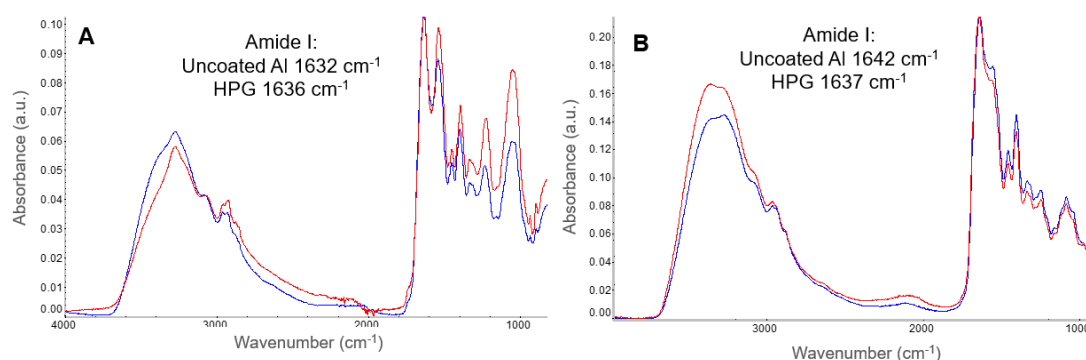 A
Amide I:
Uncoated Al 1632 cm-1
HPG 1636 cm-1
Absorbance (a.u.)
0.10
0.09
0.08
0.07
0.06
0.05
0.04
0.03
0.02
0.01
0.00
4000
3000
2000
1000
Wavenumber (cm-1)
B
Amide I:
Uncoated Al 1642 cm-1
HPG 1637 cm-1
Absorbance (a.u.)
0.20
0.18
0.16
0.14
0.12
0.10
0.08
0.06
0.04
0.02
0.00
3000
2000
1000
Wavenumber (cm-1)